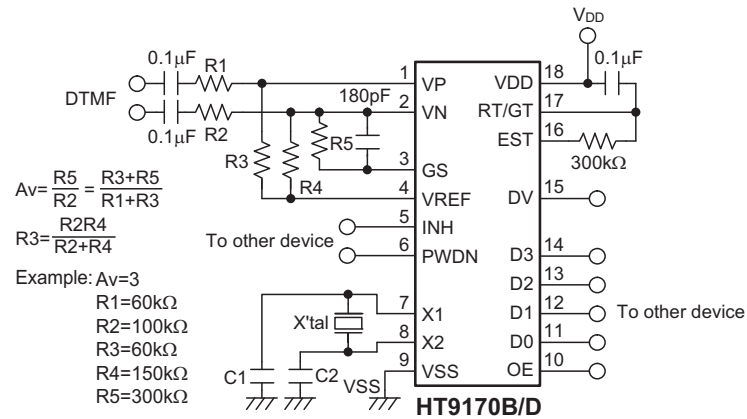 VDD
0.1μF
0.1μF R1
DTMF
0.1μF R2
180pF
R3
R4
R5
1 VP
2 VN
3 GS
4 VREF
5 INH
6 PWDN
7 X1
8 X2
9 VSS
VDD 18
RT/GT 17
EST 16
300kΩ
DV 15
D3 14
D2 13
D1 12
D0 11
OE 10
To other device
To other device
Av=R5/R2=R3+R5/R1+R3
R3=R2R4/R2+R4
Example: Av=3
R1=60kΩ
R2=100kΩ
R3=60kΩ
R4=150kΩ
R5=300kΩ
X'tal
C1
C2
VSS
HT9170B/D